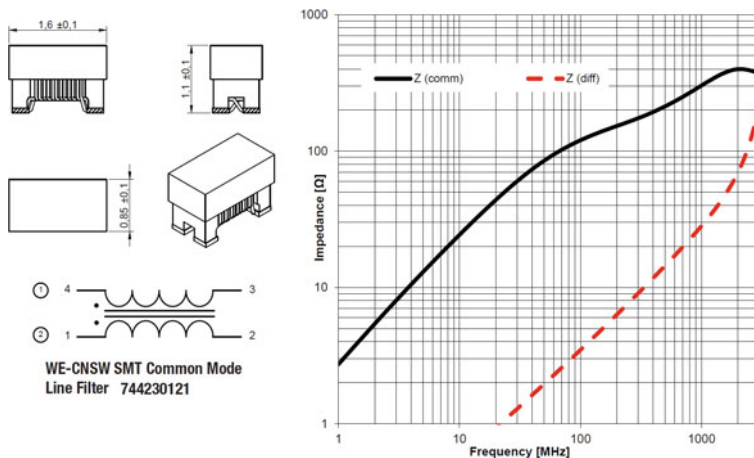 1,6 ±0,1
1,1 ±0,1
0,85 ±0,1
1 4 3
2 1 2
WE-CNSW SMT Common Mode
Line Filter 744230121
1000
Z (comm) Z (diff)
100
Impedance [Ω]
10
1
1 10 100 1000
Frequency [MHz]